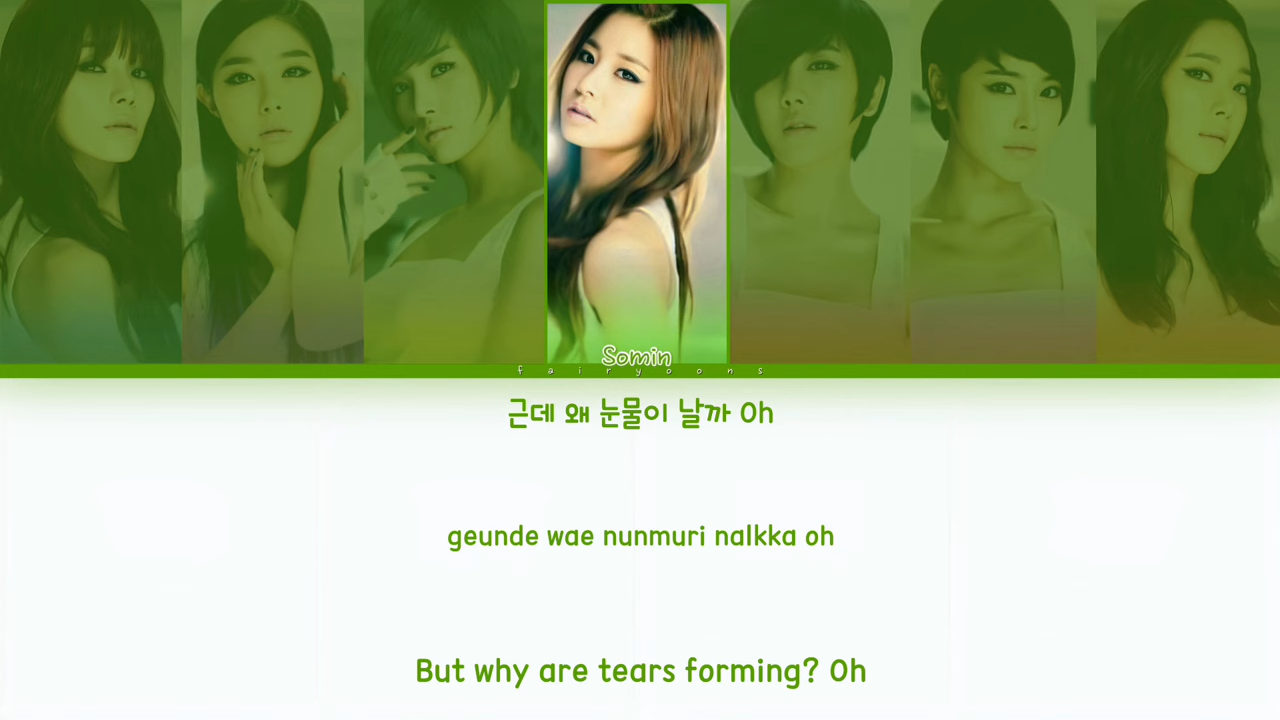 Somin
fairyoons
근데 왜 눈물이 날까 Oh
geunde wae nunmuri nalkka oh
But why are tears forming? Oh